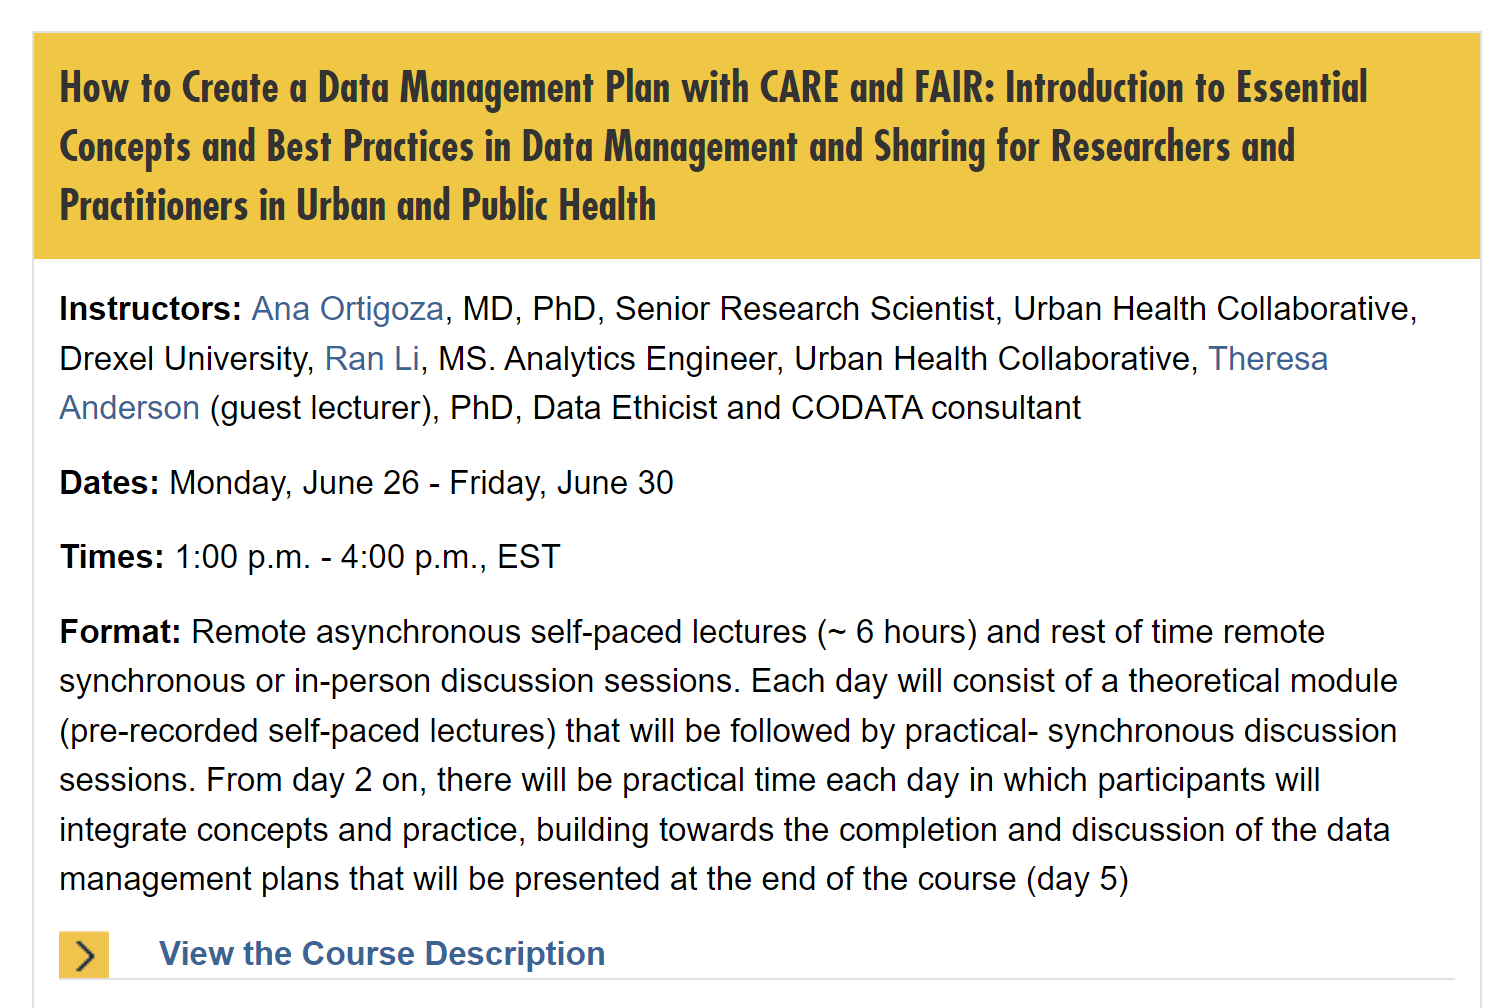 How to Create a Data Management Plan with CARE and FAIR: Introduction to Essential
Concepts and Best Practices in Data Management and Sharing for Researchers and
Practitioners in Urban and Public Health
Instructors: Ana Ortigoza, MD, PhD, Senior Research Scientist, Urban Health Collaborative,
Drexel University, Ran Li, MS. Analytics Engineer, Urban Health Collaborative, Theresa
Anderson (guest lecturer), PhD, Data Ethicist and CODATA consultant
Dates: Monday, June 26 - Friday, June 30
Times: 1:00 p.m. - 4:00 p.m., EST
Format: Remote asynchronous self-paced lectures (~ 6 hours) and rest of time remote
synchronous or in-person discussion sessions. Each day will consist of a theoretical module
(pre-recorded self-paced lectures) that will be followed by practical- synchronous discussion
sessions. From day 2 on, there will be practical time each day in which participants will
integrate concepts and practice, building towards the completion and discussion of the data
management plans that will be presented at the end of the course (day 5)
View the Course Description